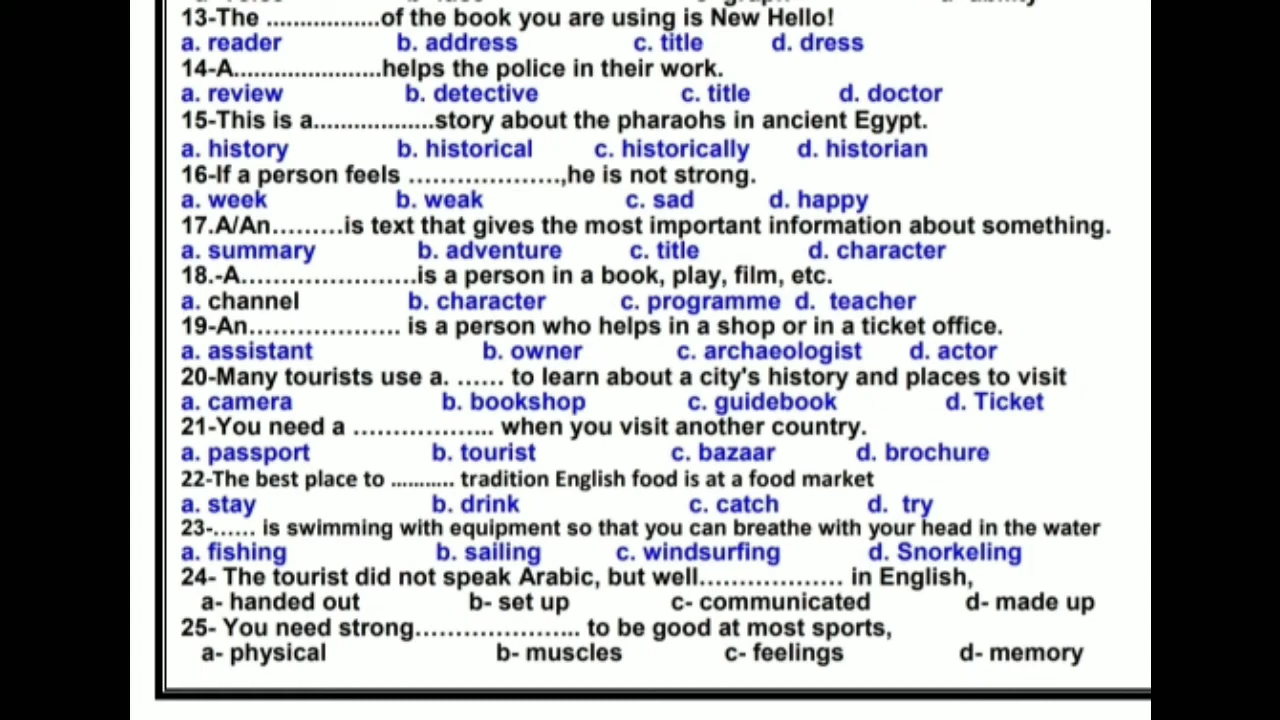 13-The .................of the book you are using is New Hello!
a. reader b. address c. title d. dress
14-A......................helps the police in their work.
a. review b. detective c. title d. doctor
15-This is a..................story about the pharaohs in ancient Egypt.
a. history b. historical c. historically d. historian
16-If a person feels ………………..,he is not strong.
a. week b. weak c. sad d. happy
17.A/An………is text that gives the most important information about something.
a. summary b. adventure c. title d. character
18.-A…………………..is a person in a book, play, film, etc.
a. channel b. character c. programme d. teacher
19-An……………….. is a person who helps in a shop or in a ticket office.
a. assistant b. owner c. archaeologist d. actor
20-Many tourists use a. …… to learn about a city's history and places to visit
a. camera b. bookshop c. guidebook d. Ticket
21-You need a …………….. when you visit another country.
a. passport b. tourist c. bazaar d. brochure
22-The best place to ........... tradition English food is at a food market
a. stay b. drink c. catch d. try
23-...... is swimming with equipment so that you can breathe with your head in the water
a. fishing b. sailing c. windsurfing d. Snorkeling
24- The tourist did not speak Arabic, but well……………… in English,
a- handed out b- set up c- communicated d- made up
25- You need strong……………….. to be good at most sports,
a- physical b- muscles c- feelings d- memory